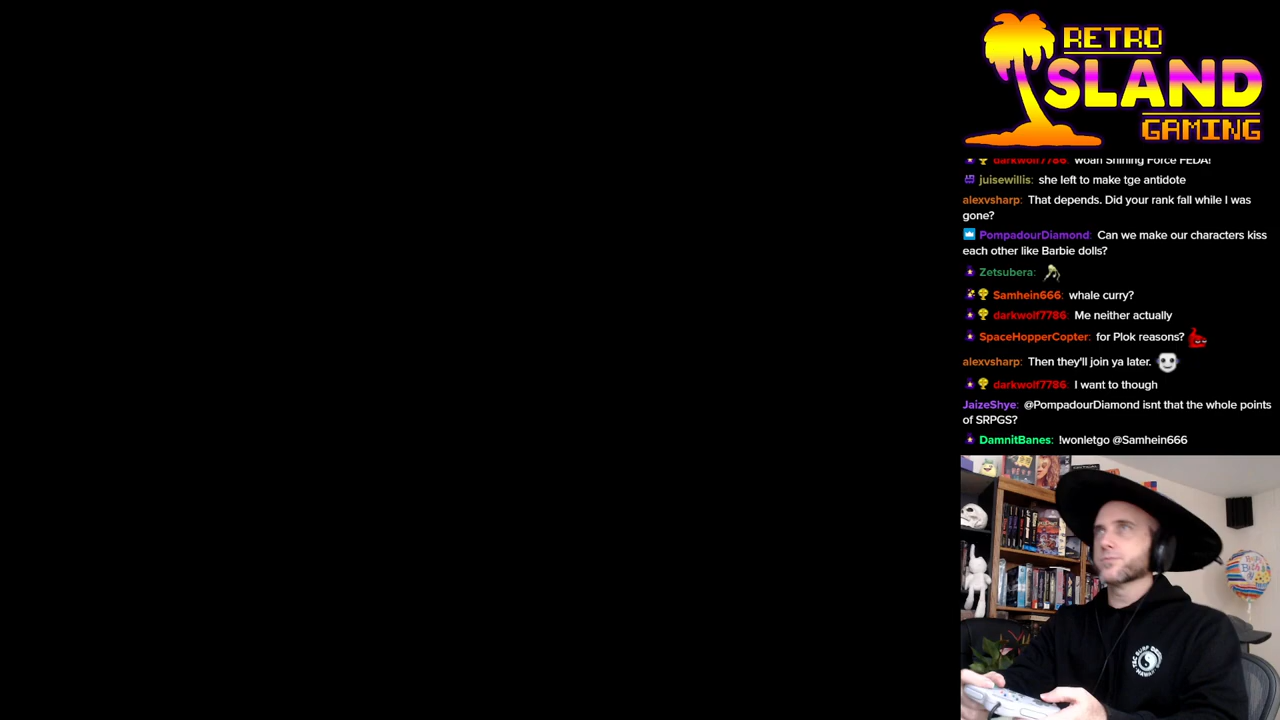 RETRO
ISLAND
GAMING
darkwolf7786: woah Shining Force FEDA!
juisewillis: she left to make tge antidote
alexvsharp: That depends. Did your rank fall while I was
gone?
PompadourDiamond: Can we make our characters kiss
each other like Barbie dolls?
Zetsubera:
Samhein666: whale curry?
darkwolf7786: Me neither actually
SpaceHopperCopter: for Plok reasons?
alexvsharp: Then they'll join ya later.
darkwolf7786: I want to though
JaizeShye: @PompadourDiamond isnt that the whole points
of SRPGS?
DamnitBanes: !wonletgo @Samhein666